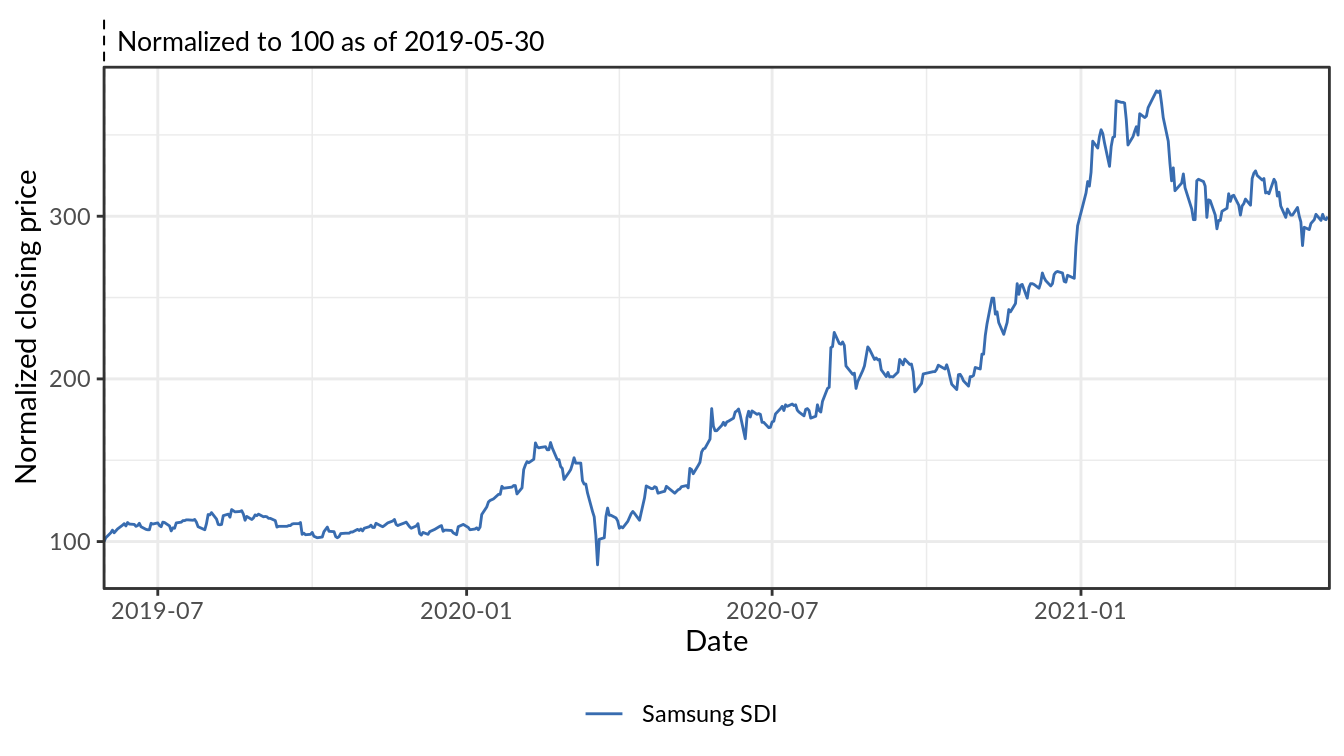 Normalized to 100 as of 2019-05-30
Normalized closing price
300
200
100
2019-07
2020-01
2020-07
2021-01
Date
Samsung SDI